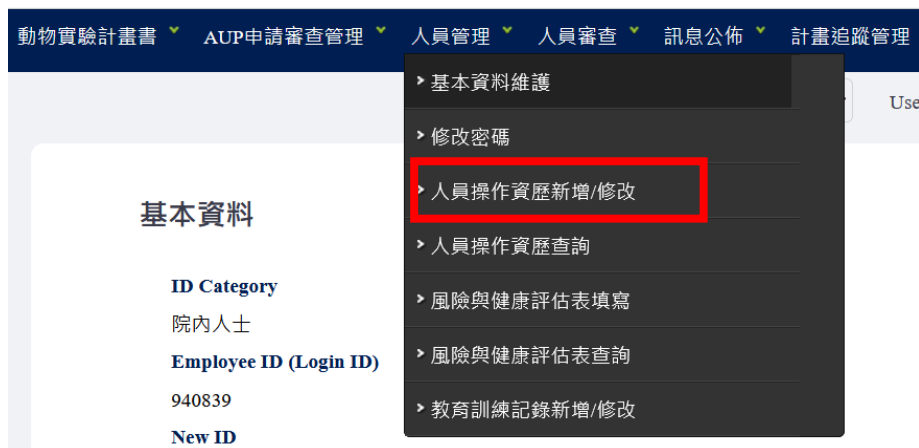 動物實驗計畫書 AUP申請審查管理 人員管理 人員審查 訊息公佈 計畫追蹤管理
基本資料維護
Use
修改密碼
人員操作資歷新增/修改
基本資料
人員操作資歷查詢
ID Category
風險與健康評估表填寫
院內人士
風險與健康評估表查詢
Employee ID (Login ID)
940839
教育訓練記錄新增/修改
New ID